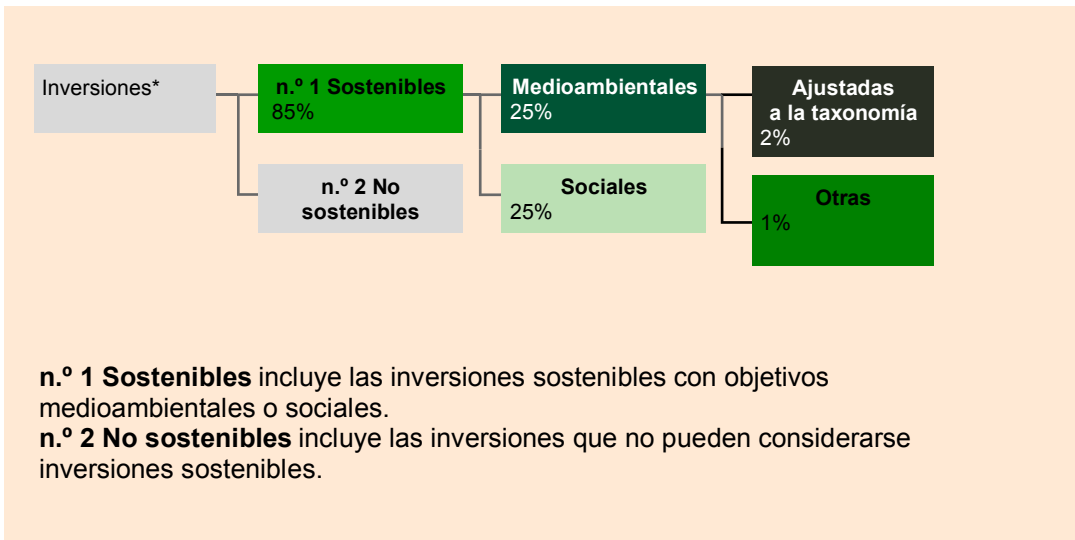 Inversiones*
n.º 1 Sostenibles
85%
n.º 2 No
sostenibles
Medioambientales
25%
Sociales
25%
Ajustadas
a la taxonomía
2%
Otras
1%
n.º 1 Sostenibles incluye las inversiones sostenibles con objetivos
medioambientales o sociales.
n.º 2 No sostenibles incluye las inversiones que no pueden considerarse
inversiones sostenibles.